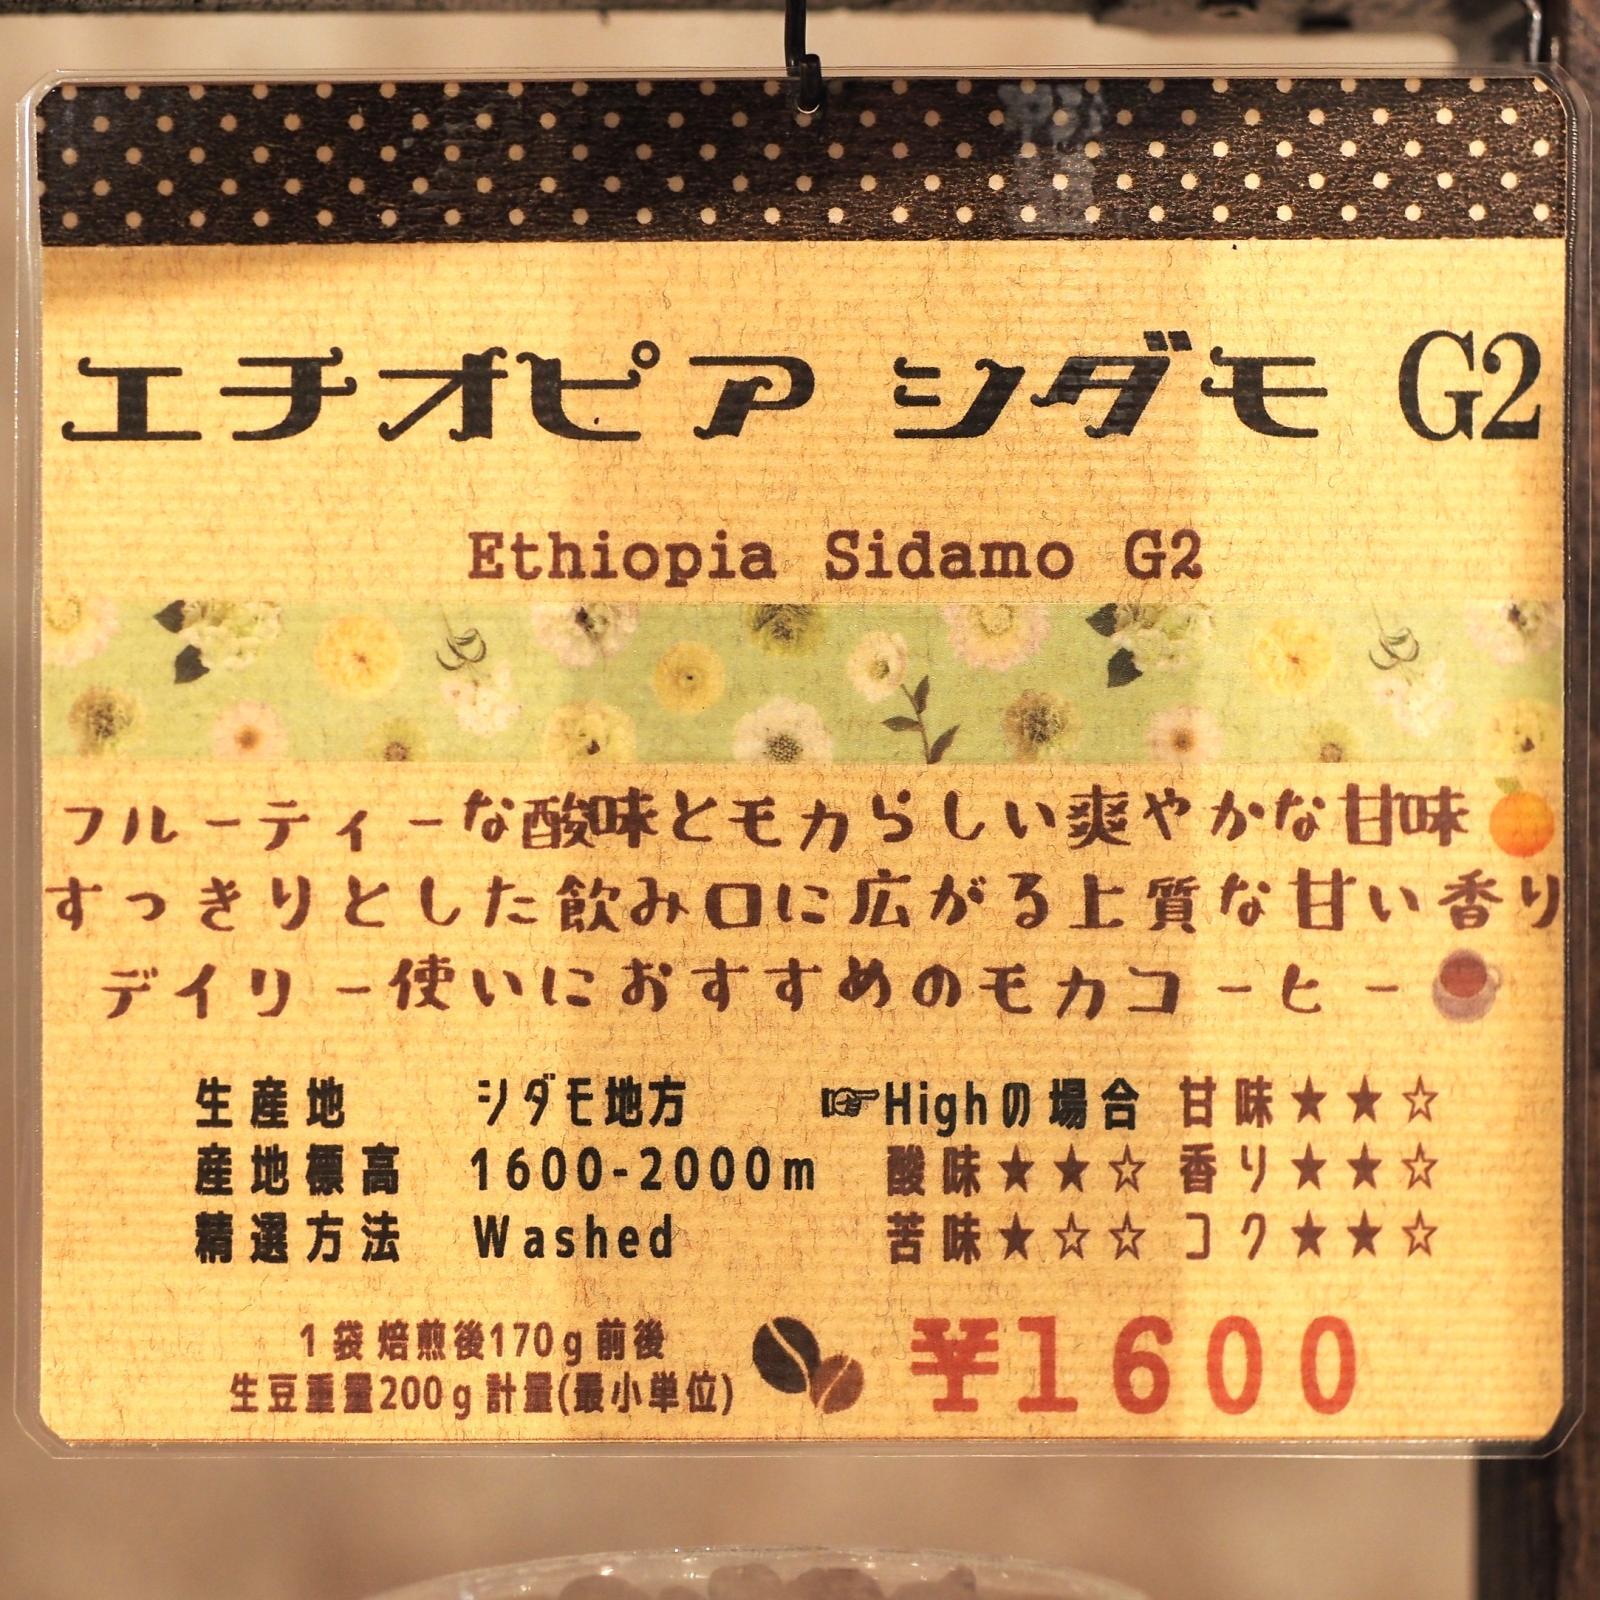 エチオピア シダモ G2
Ethiopia Sidamo G2
フルーティーな酸味とモカらしい爽やかな甘味
すっきりとした飲み口に広がる上質な甘い香り
デイリー使いにおすすめのモカコーヒー
生産地 シダモ地方 ☞Highの場合 甘味★★☆
産地標高 1600-2000m 酸味★★☆ 香り★★☆
精選方法 Washed 苦味★☆☆ コク★★☆
1袋焙煎後170g前後
生豆重量200g計量(最小単位)
¥1600